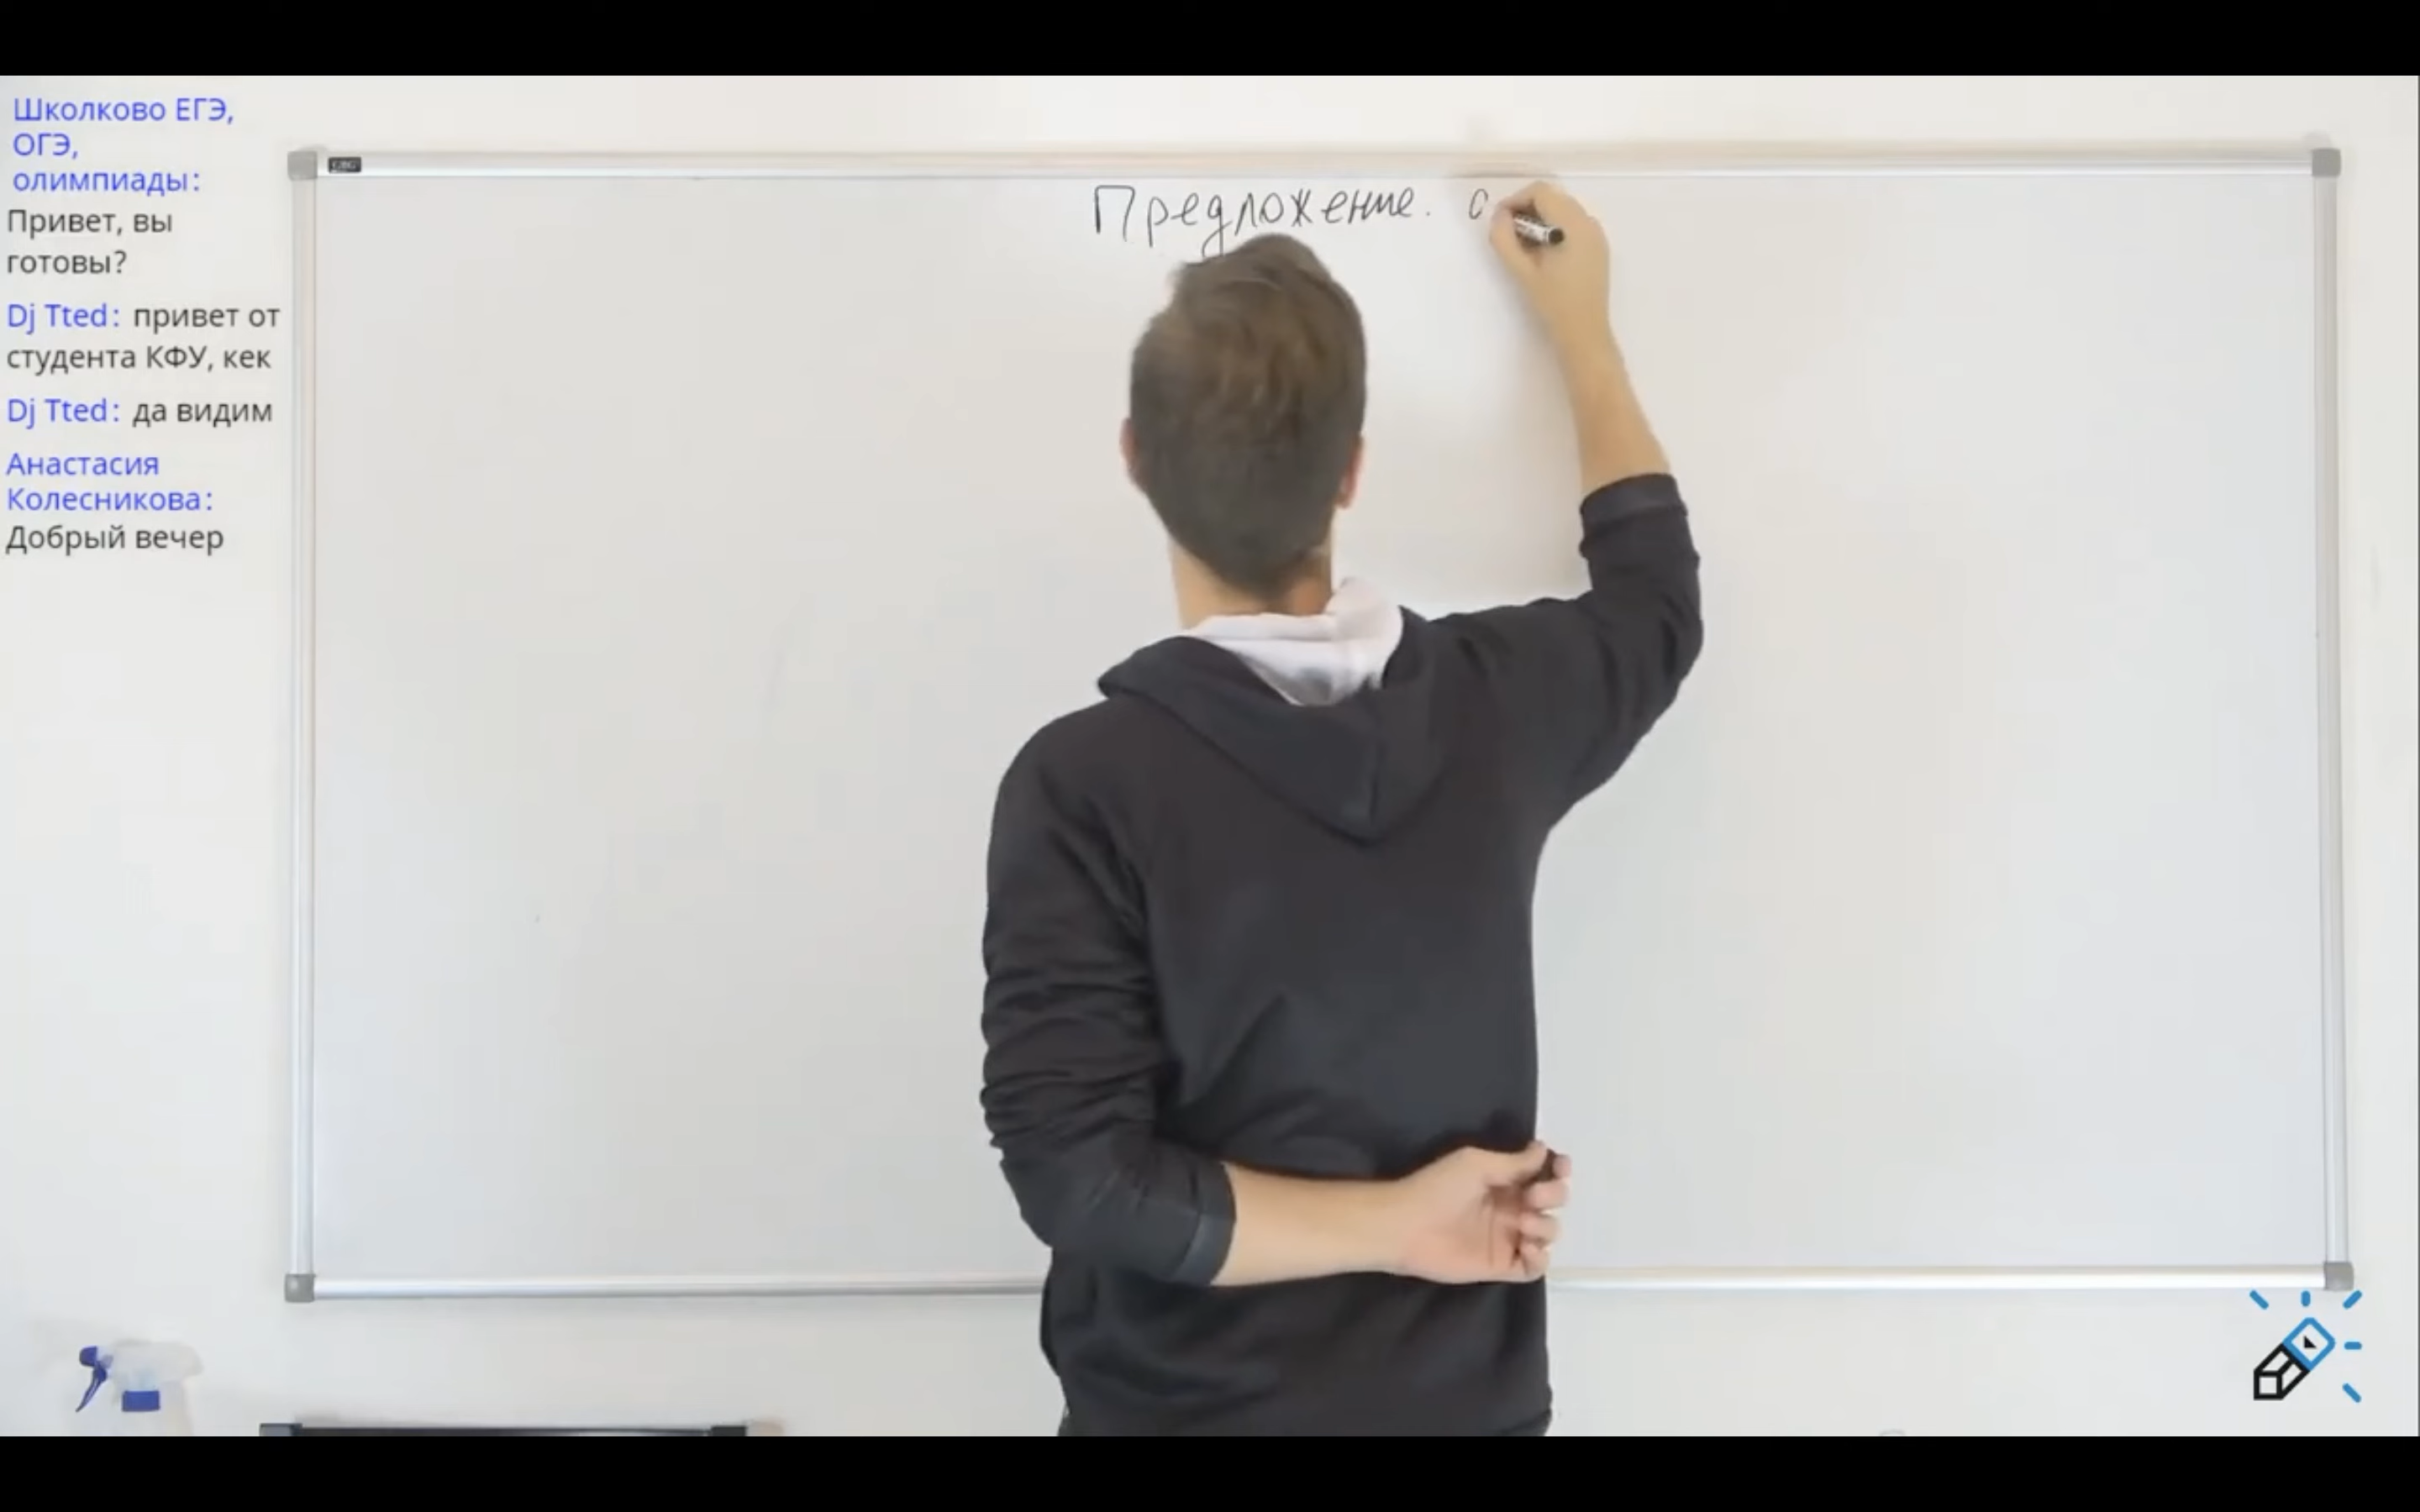 Школково ЕГЭ,
ОГЭ,
олимпиады:
Привет, вы
готовы?
Dj Tted: привет от
студента КФУ, кек
Dj Tted: да видим
Анастасия
Колесникова:
Добрый вечер
Предложение. с